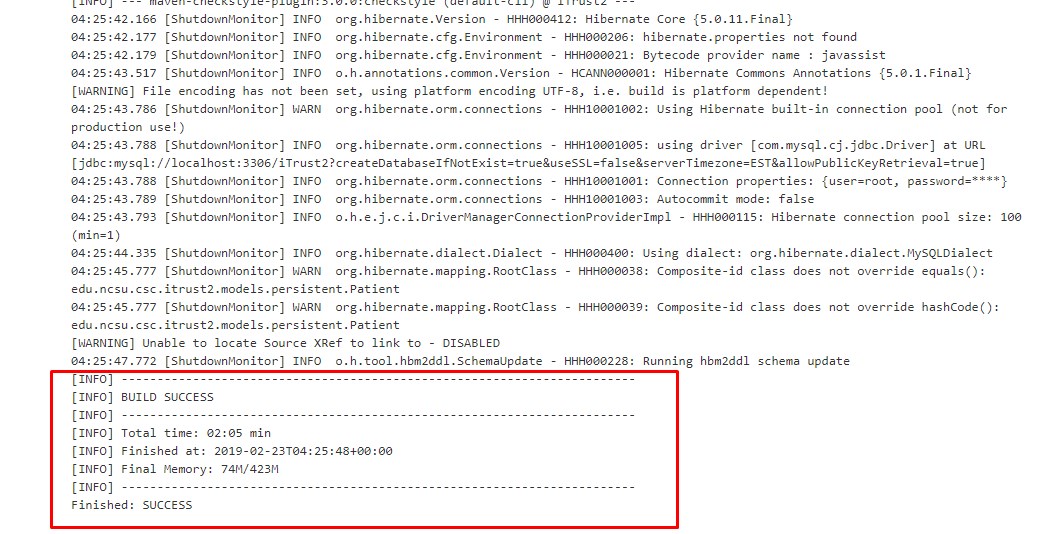 [INFO] --- maven-checkstyle-plugin:3.0.0:checkstyle (default-cli) @ iTrust2 ---
04:25:42.166 [ShutdownMonitor] INFO  org.hibernate.Version - HHH000412: Hibernate Core {5.0.11.Final}
04:25:42.177 [ShutdownMonitor] INFO  org.hibernate.cfg.Environment - HHH000206: hibernate.properties not found
04:25:42.179 [ShutdownMonitor] INFO  org.hibernate.cfg.Environment - HHH000021: Bytecode provider name : javassist
04:25:43.517 [ShutdownMonitor] INFO  o.h.annotations.common.Version - HCANN000001: Hibernate Commons Annotations {5.0.1.Final}
[WARNING] File encoding has not been set, using platform encoding UTF-8, i.e. build is platform dependent!
04:25:43.786 [ShutdownMonitor] WARN  org.hibernate.orm.connections - HHH10001002: Using Hibernate built-in connection pool (not for
production use!)
04:25:43.788 [ShutdownMonitor] INFO  org.hibernate.orm.connections - HHH10001005: using driver [com.mysql.cj.jdbc.Driver] at URL
[jdbc:mysql://localhost:3306/iTrust2?createDatabaseIfNotExist=true&useSSL=false&serverTimezone=EST&allowPublicKeyRetrieval=true]
04:25:43.788 [ShutdownMonitor] INFO  org.hibernate.orm.connections - HHH10001001: Connection properties: {user=root, password=****}
04:25:43.789 [ShutdownMonitor] INFO  org.hibernate.orm.connections - HHH10001003: Autocommit mode: false
04:25:43.793 [ShutdownMonitor] INFO  o.h.e.j.c.i.DriverManagerConnectionProviderImpl - HHH000115: Hibernate connection pool size: 100
(min=1)
04:25:44.335 [ShutdownMonitor] INFO  org.hibernate.dialect.Dialect - HHH000400: Using dialect: org.hibernate.dialect.MySQLDialect
04:25:45.777 [ShutdownMonitor] WARN  org.hibernate.mapping.RootClass - HHH000038: Composite-id class does not override equals():
edu.ncsu.csc.itrust2.models.persistent.Patient
04:25:45.777 [ShutdownMonitor] WARN  org.hibernate.mapping.RootClass - HHH000039: Composite-id class does not override hashCode():
edu.ncsu.csc.itrust2.models.persistent.Patient
[WARNING] Unable to locate Source XRef to link to - DISABLED
04:25:47.772 [ShutdownMonitor] INFO  o.h.tool.hbm2ddl.SchemaUpdate - HHH000228: Running hbm2ddl schema update
[INFO] ------------------------------------------------------------------------
[INFO] BUILD SUCCESS
[INFO] ------------------------------------------------------------------------
[INFO] Total time: 02:05 min
[INFO] Finished at: 2019-02-23T04:25:48+00:00
[INFO] Final Memory: 74M/423M
[INFO] ------------------------------------------------------------------------
Finished: SUCCESS